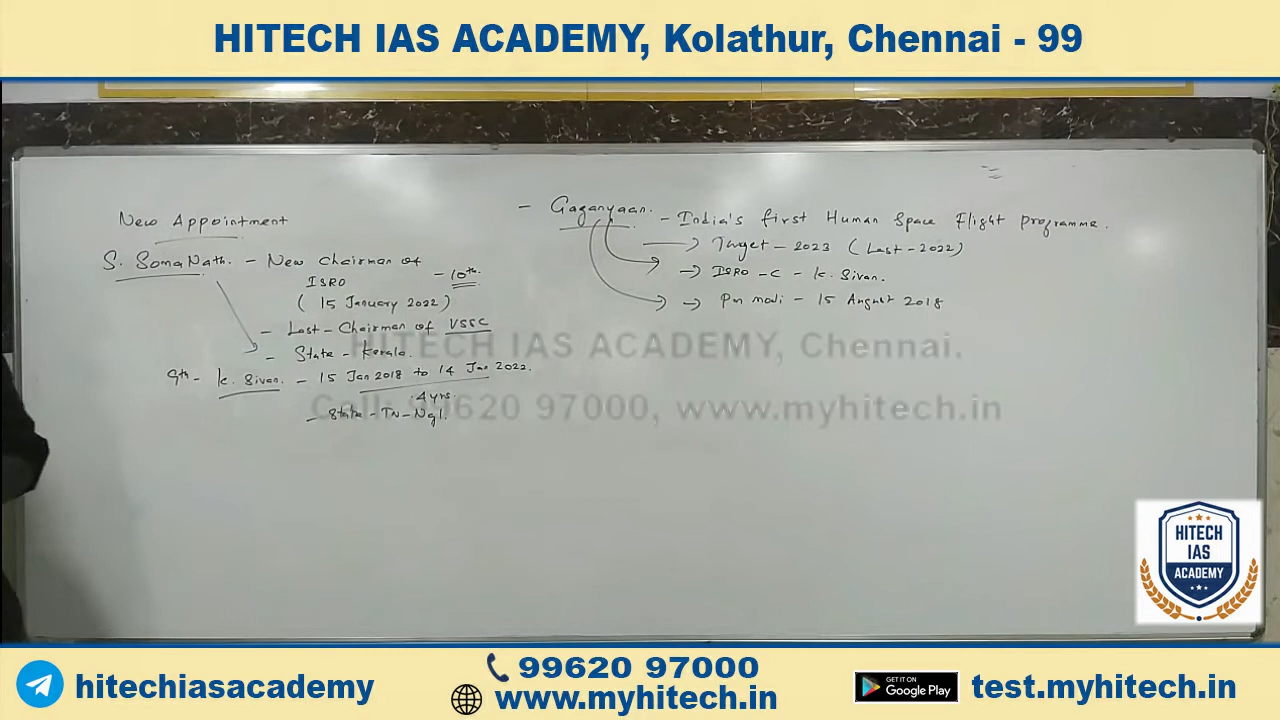 HITECH IAS ACADEMY, Kolathur, Chennai - 99
New Appointment
S. SomaNath. - New Chairman of
ISRO - 10th.
( 15 January 2022 )
- Last - Chairman of VSSC
- State - Kerala.
9th - K. Sivan. - 15 Jan 2018 to 14 Jan 2022.
4 yrs.
- State - TN - Ngl.
- Gaganyaan. - India's first Human Space Flight Programme.
Target - 2023 (Last - 2022)
ISRO - C - K. Sivan.
Pm modi - 15 August 2018
HITECH IAS ACADEMY, Chennai.
Call: 99620 97000, www.myhitech.in
HITECH
IAS
ACADEMY
hitechiasacademy
99620 97000
www.myhitech.in
GET IT ON
Google Play
test.myhitech.in